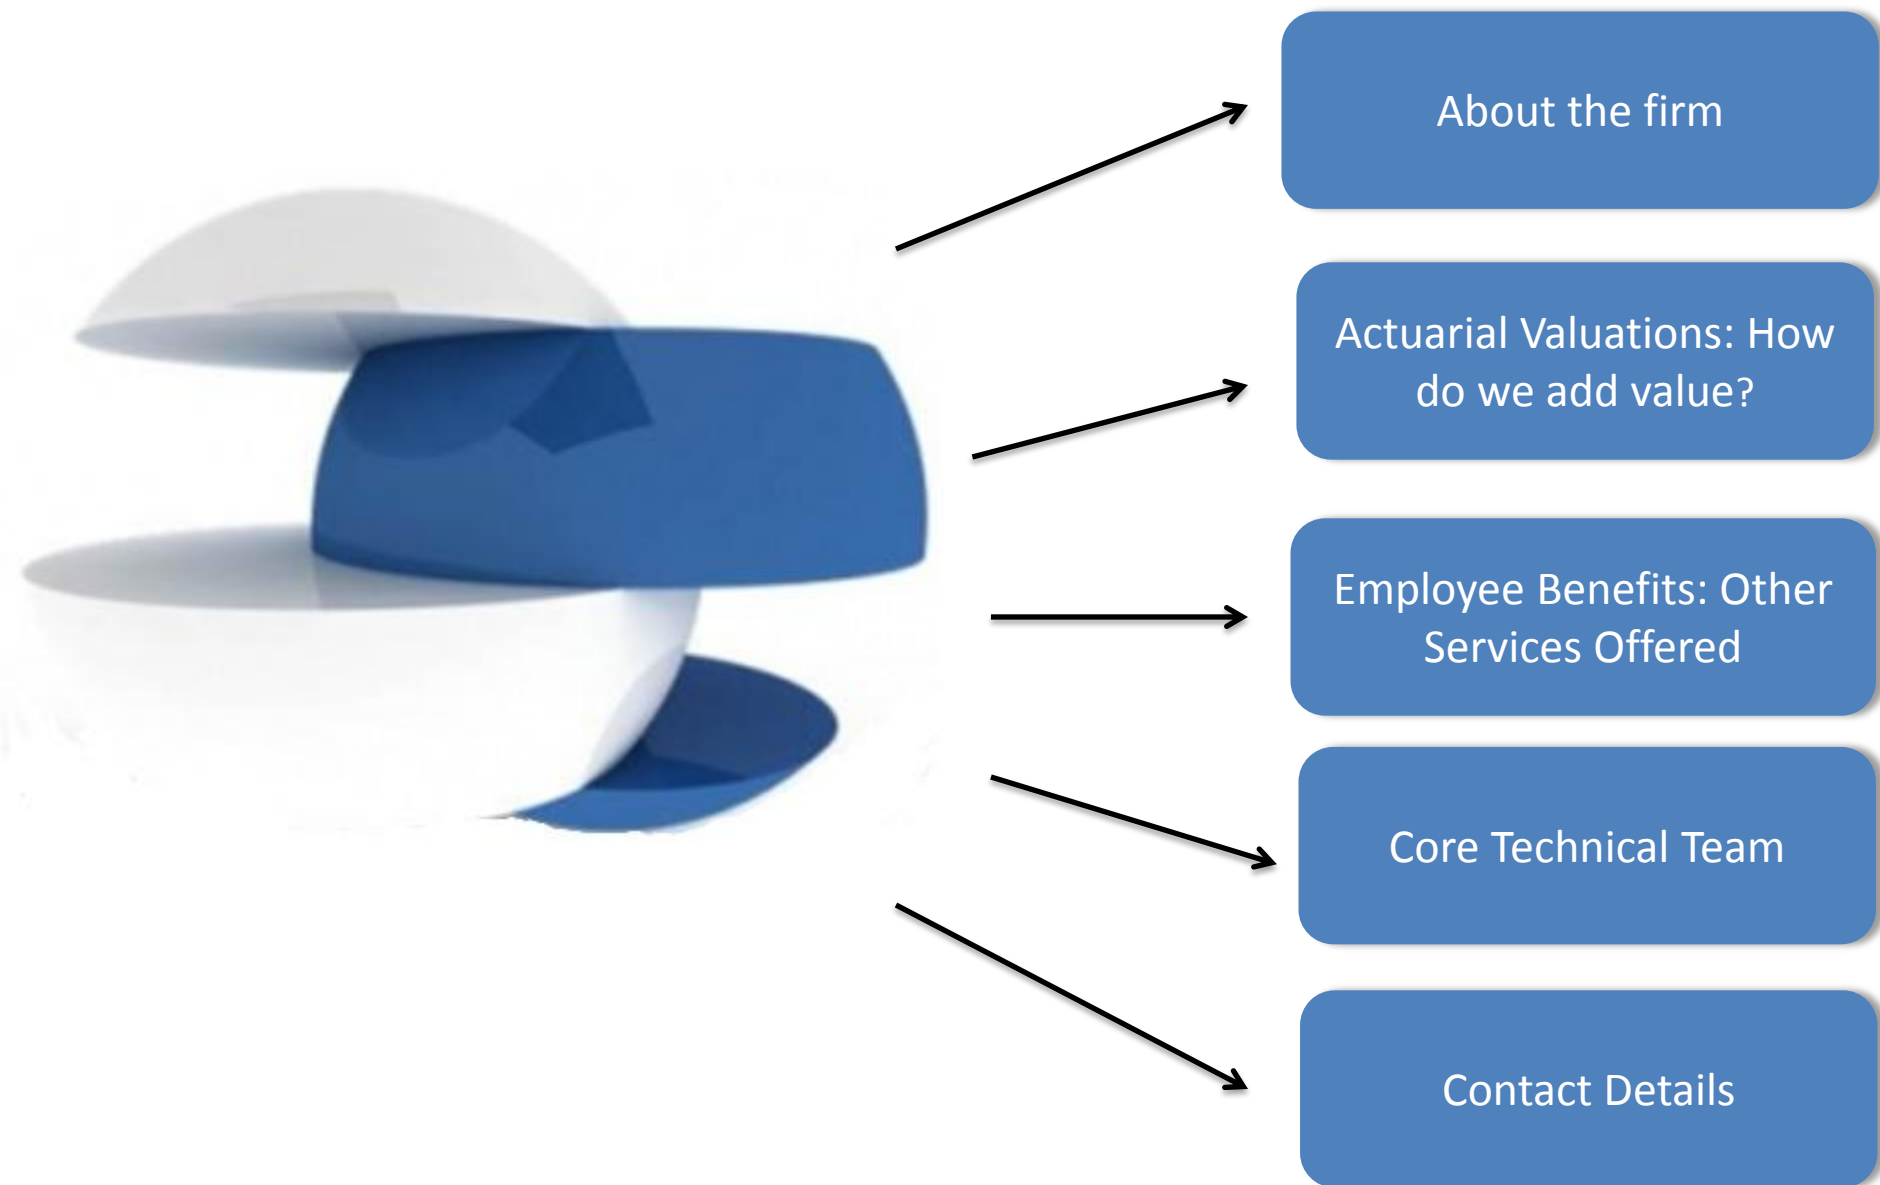 About the firm
Actuarial Valuations: How
do we add value?
Employee Benefits: Other
Services Offered
Core Technical Team
Contact Details